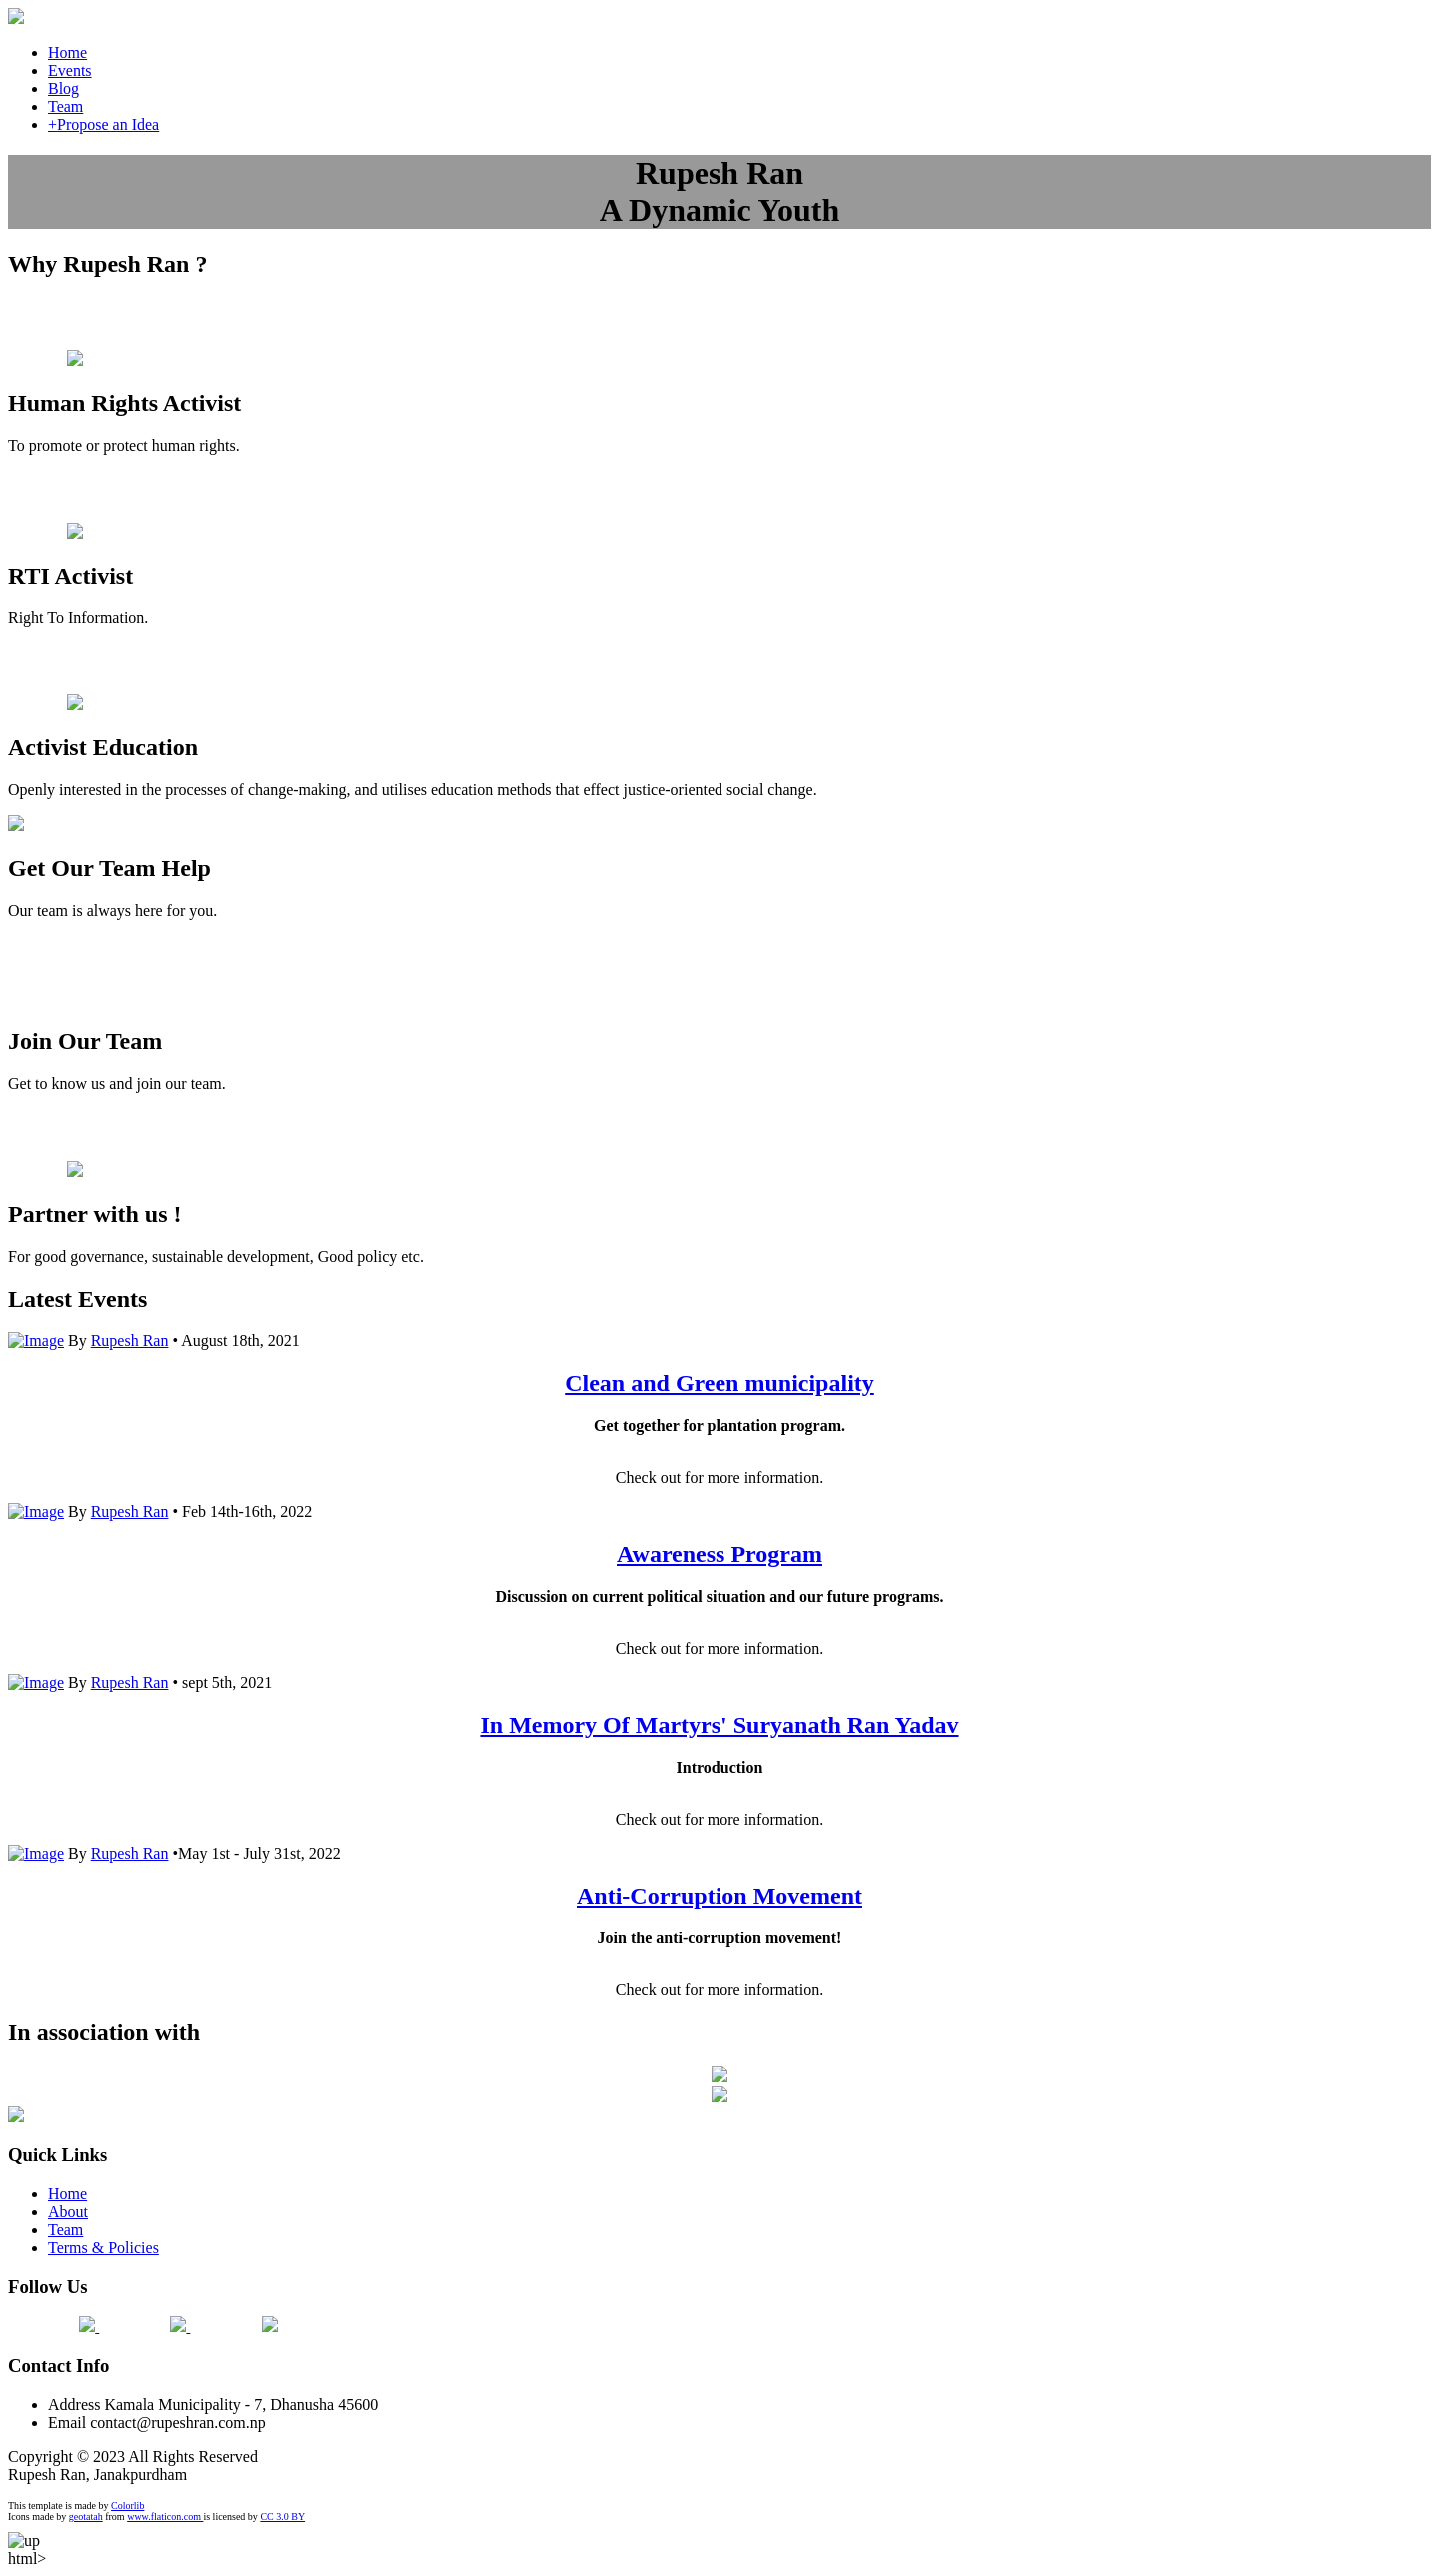 Home
Events
Blog
Team
+Propose an Idea
Rupesh Ran
A Dynamic Youth
Why Rupesh Ran ?
Human Rights Activist
To promote or protect human rights.
RTI Activist
Right To Information.
Activist Education
Openly interested in the processes of change-making, and utilises education methods that effect justice-oriented social change.
Get Our Team Help
Our team is always here for you.
Join Our Team
Get to know us and join our team.
Partner with us !
For good governance, sustainable development, Good policy etc.
Latest Events
Image By Rupesh Ran • August 18th, 2021
Clean and Green municipality
Get together for plantation program.
Check out for more information.
Image By Rupesh Ran • Feb 14th-16th, 2022
Awareness Program
Discussion on current political situation and our future programs.
Check out for more information.
Image By Rupesh Ran • sept 5th, 2021
In Memory Of Martyrs' Suryanath Ran Yadav
Introduction
Check out for more information.
Image By Rupesh Ran •May 1st - July 31st, 2022
Anti-Corruption Movement
Join the anti-corruption movement!
Check out for more information.
In association with
Quick Links
Home
About
Team
Terms & Policies
Follow Us
Contact Info
Address Kamala Municipality - 7, Dhanusha 45600
Email contact@rupeshran.com.np
Copyright © 2023 All Rights Reserved
Rupesh Ran, Janakpurdham
This template is made by Colorlib
Icons made by geotatah from www.flaticon.com is licensed by CC 3.0 BY
up
html>